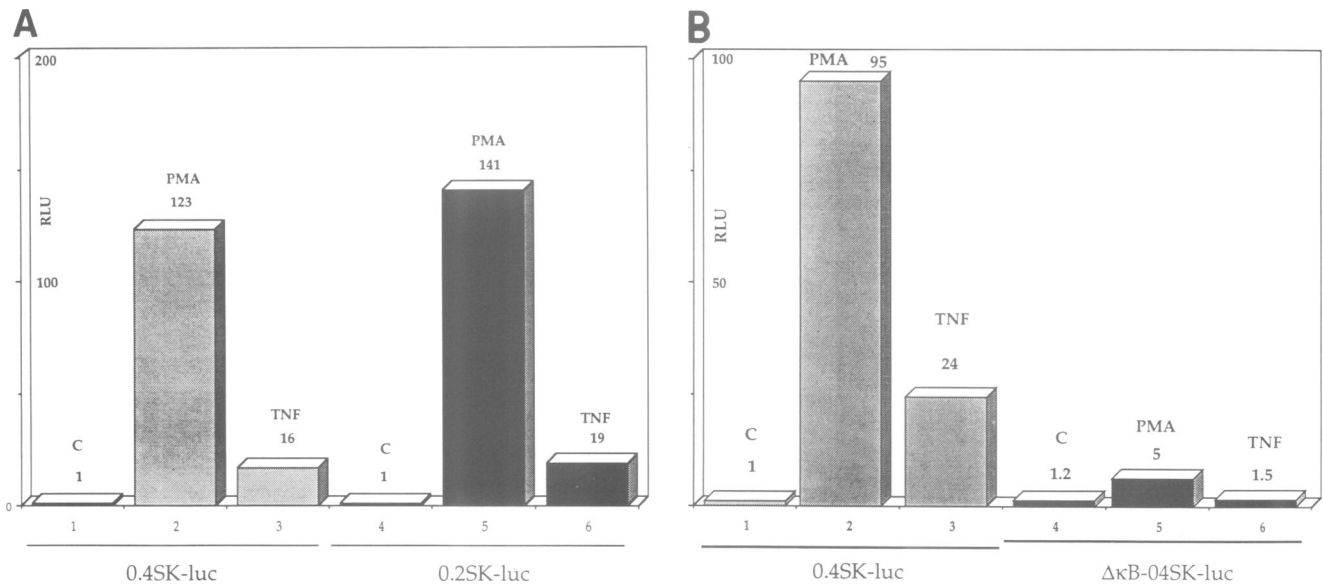 A
200
RLU
100
0
C
1
PMA
123
TNF
16
C
1
PMA
141
TNF
19
1 2 3 4 5 6
0.4SK-luc 0.2SK-luc
B
100
RLU
50
C
1
PMA 95
TNF
24
C
1.2
PMA
5
TNF
1.5
1 2 3 4 5 6
0.4SK-luc ΔκB-04SK-luc